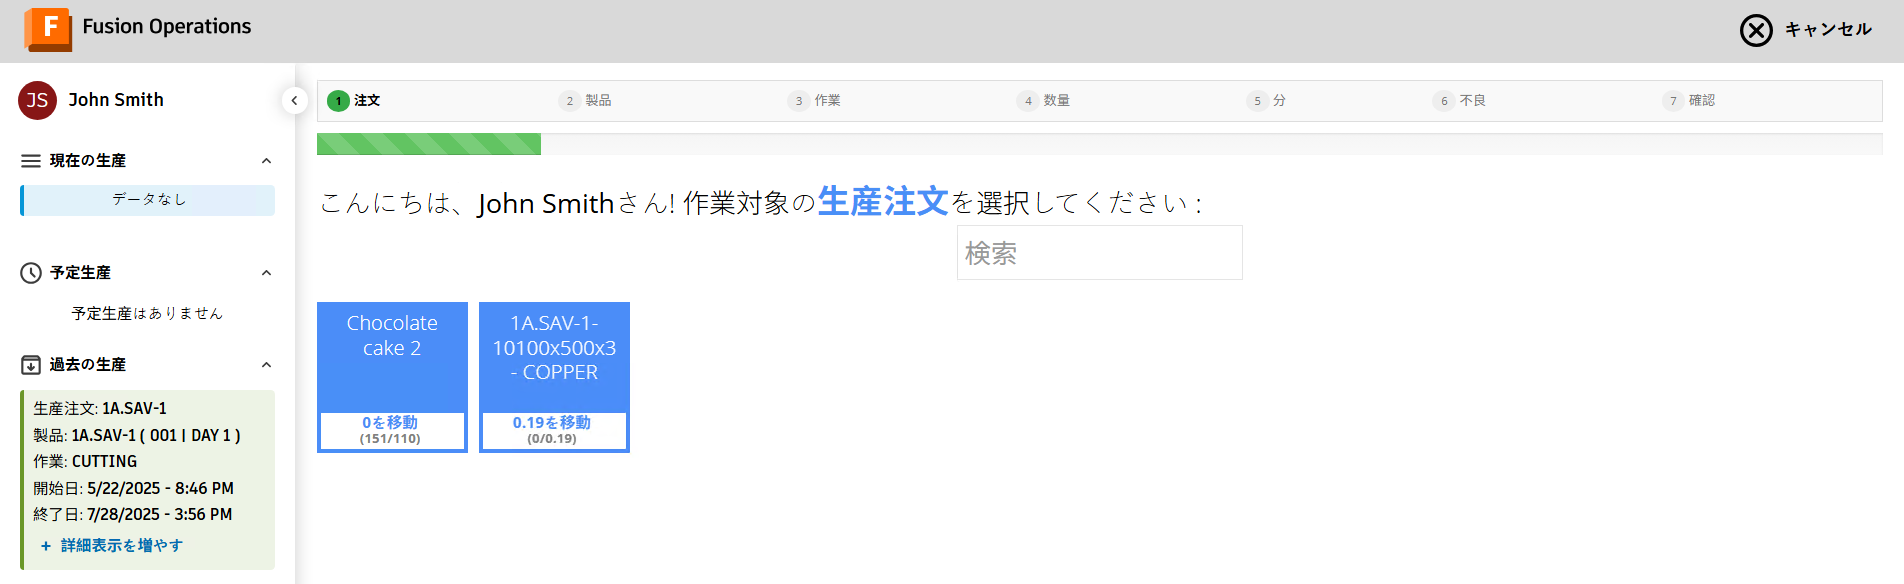 F Fusion Operations
キャンセル
JS John Smith
現在の生産
データなし
予定生産
予定生産はありません
過去の生産
生産注文: 1A.SAV-1
製品: 1A.SAV-1 ( 001 | DAY 1 )
作業: CUTTING
開始日: 5/22/2025 - 8:46 PM
終了日: 7/28/2025 - 3:56 PM
+ 詳細表示を増やす
1 注文 2 製品 3 作業 4 数量 5 分 6 不良 7 確認
こんにちは、John Smithさん! 作業対象の生産注文を選択してください :
検索
Chocolate
cake 2
0を移動
(151/110)
1A.SAV-1-
10100x500x3
- COPPER
0.19を移動
(0/0.19)